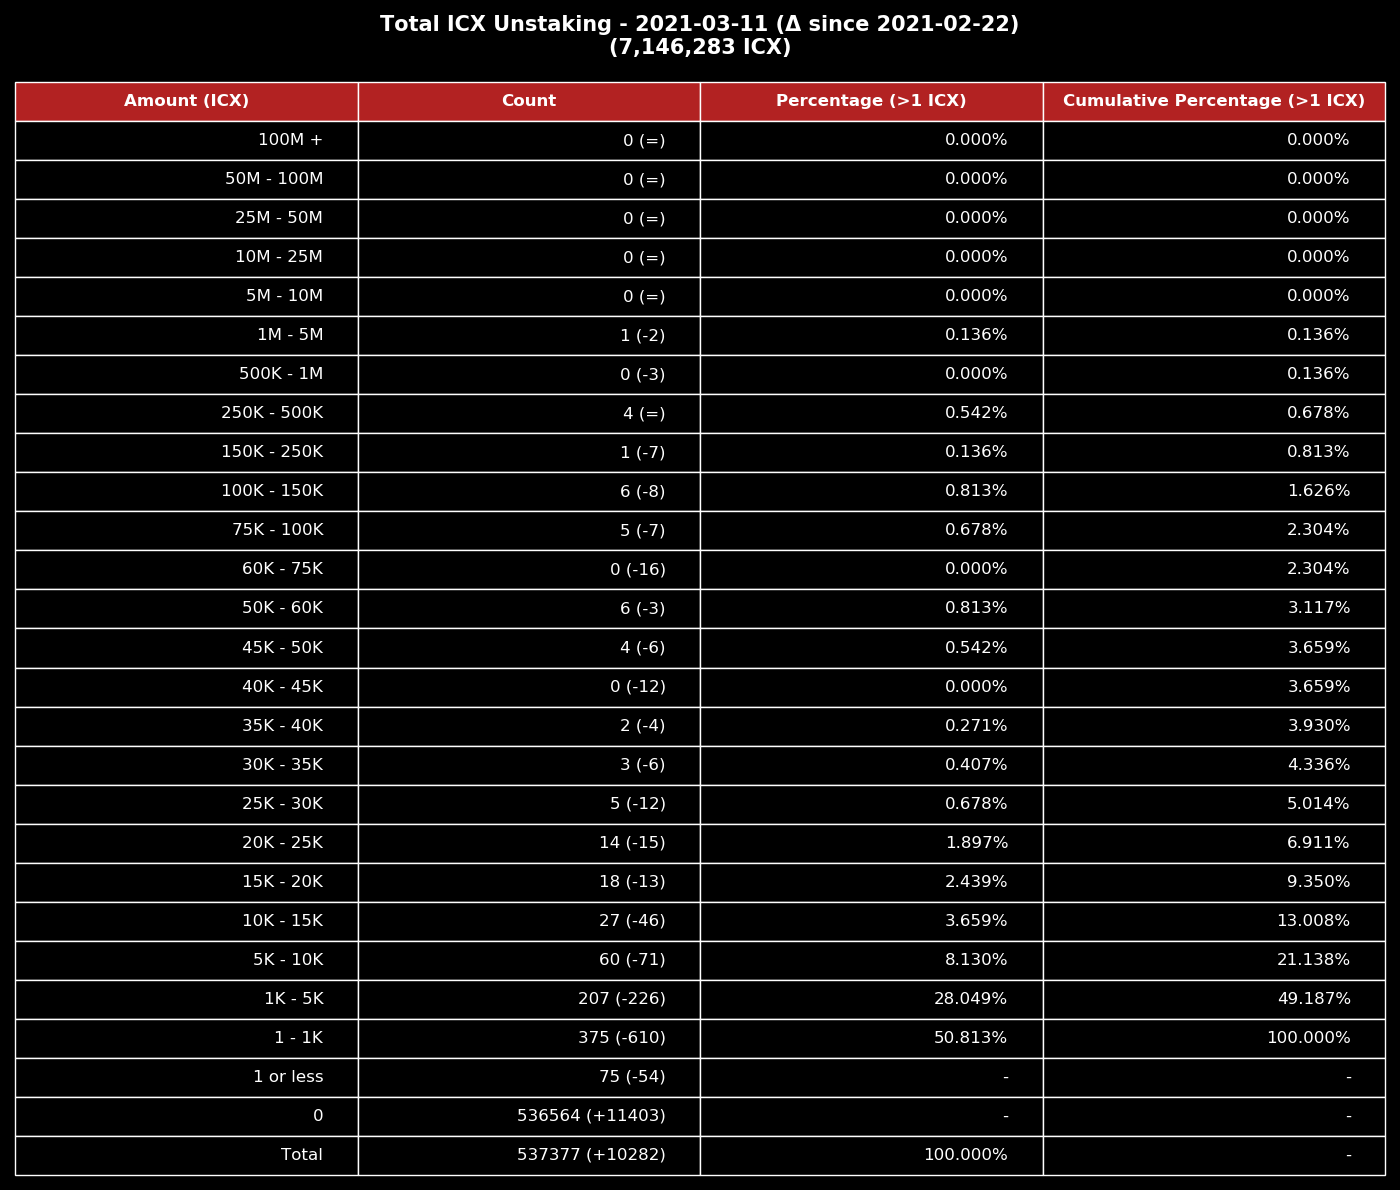 Total ICX Unstaking - 2021-03-11 (Δ since 2021-02-22)
(7,146,283 ICX)
Amount (ICX) Count Percentage (>1 ICX) Cumulative Percentage (>1 ICX)
100M + 0 (=) 0.000% 0.000%
50M - 100M 0 (=) 0.000% 0.000%
25M - 50M 0 (=) 0.000% 0.000%
10M - 25M 0 (=) 0.000% 0.000%
5M - 10M 0 (=) 0.000% 0.000%
1M - 5M 1 (-2) 0.136% 0.136%
500K - 1M 0 (-3) 0.000% 0.136%
250K - 500K 4 (=) 0.542% 0.678%
150K - 250K 1 (-7) 0.136% 0.813%
100K - 150K 6 (-8) 0.813% 1.626%
75K - 100K 5 (-7) 0.678% 2.304%
60K - 75K 0 (-16) 0.000% 2.304%
50K - 60K 6 (-3) 0.813% 3.117%
45K - 50K 4 (-6) 0.542% 3.659%
40K - 45K 0 (-12) 0.000% 3.659%
35K - 40K 2 (-4) 0.271% 3.930%
30K - 35K 3 (-6) 0.407% 4.336%
25K - 30K 5 (-12) 0.678% 5.014%
20K - 25K 14 (-15) 1.897% 6.911%
15K - 20K 18 (-13) 2.439% 9.350%
10K - 15K 27 (-46) 3.659% 13.008%
5K - 10K 60 (-71) 8.130% 21.138%
1K - 5K 207 (-226) 28.049% 49.187%
1 - 1K 375 (-610) 50.813% 100.000%
1 or less 75 (-54) - -
0 536564 (+11403) - -
Total 537377 (+10282) 100.000% -